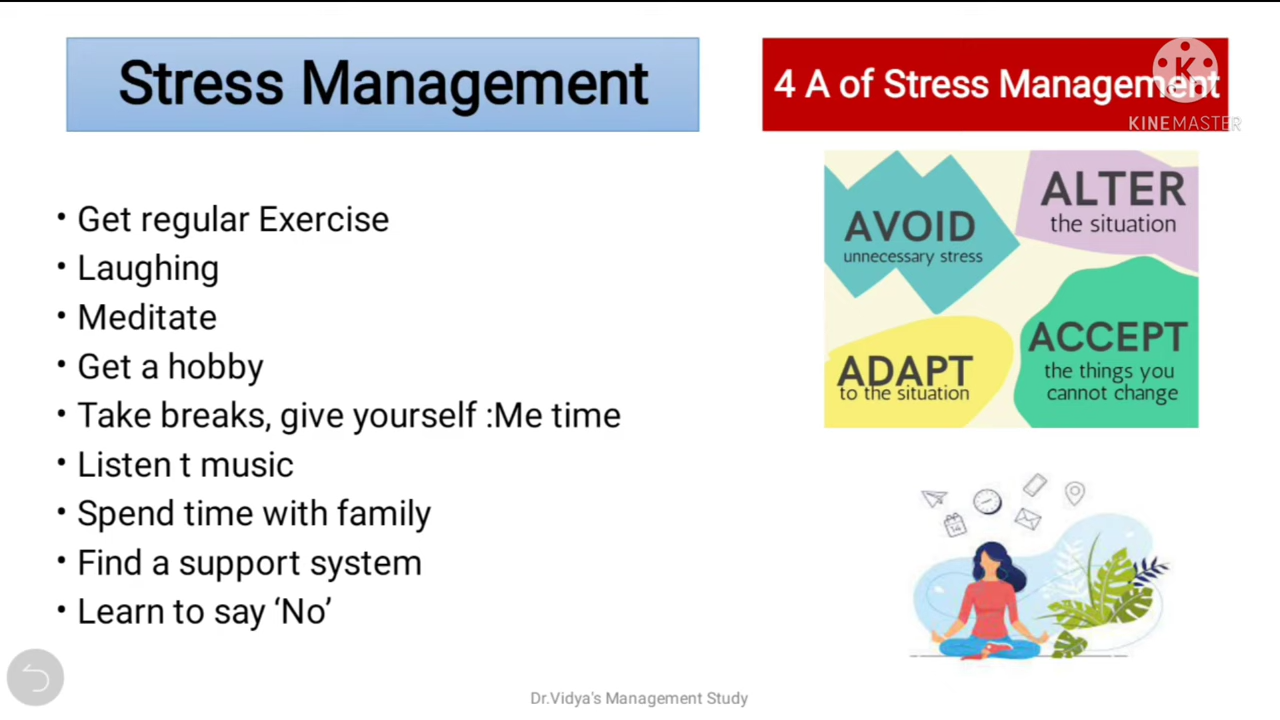 Stress Management
• Get regular Exercise
• Laughing
• Meditate
• Get a hobby
• Take breaks, give yourself :Me time
• Listen t music
• Spend time with family
• Find a support system
• Learn to say ‘No’
4 A of Stress Management
K
KINEMASTER
AVOID
unnecessary stress
ALTER
the situation
ADAPT
to the situation
ACCEPT
the things you
cannot change
14
Dr.Vidya's Management Study